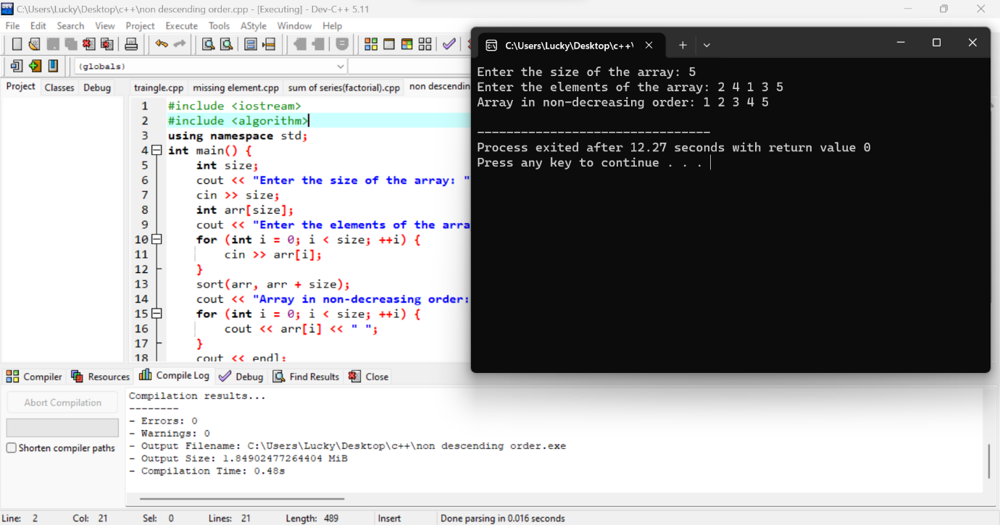 C:\Users\Lucky\Desktop\c++\non descending order.cpp - [Executing] - Dev-C++ 5.11
File Edit Search View Project Execute Tools AStyle Window Help
(globals)
Project Classes Debug
traingle.cpp missing element.cpp sum of series(factorial).cpp non descendin
1 #include <iostream>
2 #include <algorithm>
3 using namespace std;
4 int main() {
5 int size;
6 cout << "Enter the size of the array: "
7 cin >> size;
8 int arr[size];
9 cout << "Enter the elements of the arra
10 for (int i = 0; i < size; ++i) {
11 cin >> arr[i];
12 }
13 sort(arr, arr + size);
14 cout << "Array in non-decreasing order:
15 for (int i = 0; i < size; ++i) {
16 cout << arr[i] << " ";
17 }
18 cout << endl;
C:\Users\Lucky\Desktop\c++\
Enter the size of the array: 5
Enter the elements of the array: 2 4 1 3 5
Array in non-decreasing order: 1 2 3 4 5
--------------------------------
Process exited after 12.27 seconds with return value 0
Press any key to continue . . .
Compiler Resources Compile Log Debug Find Results Close
Abort Compilation
Shorten compiler paths
Compilation results...
--------
- Errors: 0
- Warnings: 0
- Output Filename: C:\Users\Lucky\Desktop\c++\non descending order.exe
- Output Size: 1.84902477264404 MiB
- Compilation Time: 0.48s
Line: 2 Col: 21 Sel: 0 Lines: 21 Length: 489 Insert Done parsing in 0.016 seconds